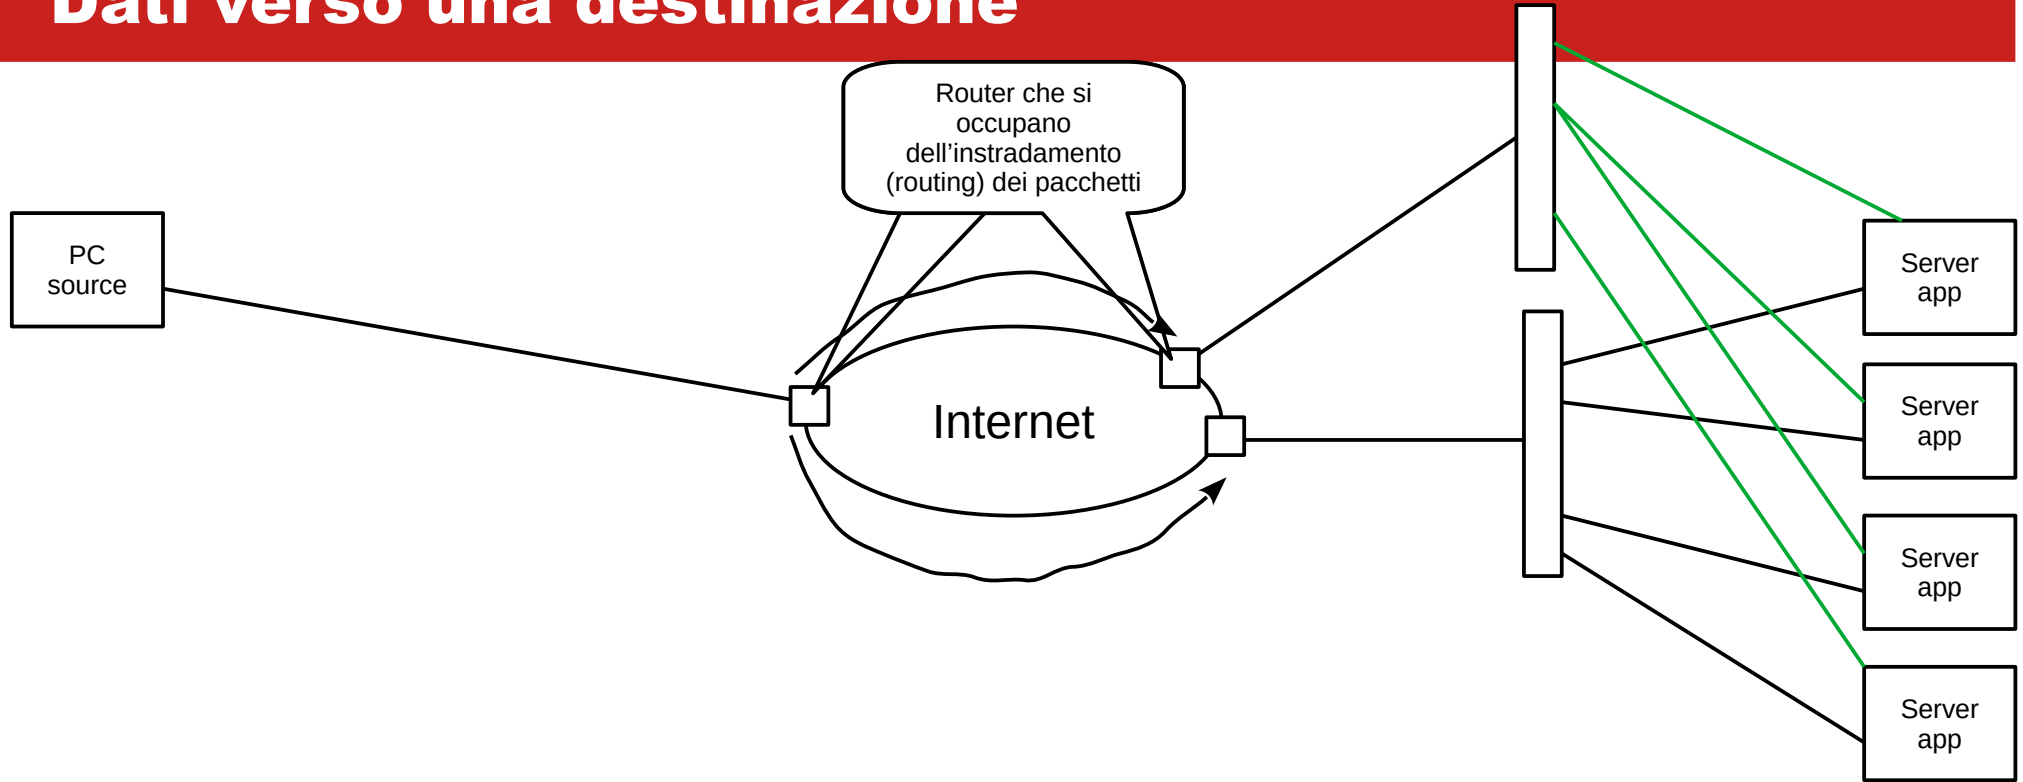 Dati verso una destinazione
Router che si
occupano
dell’instradamento
(routing) dei pacchetti
PC
source
Internet
Server
app
Server
app
Server
app
Server
app